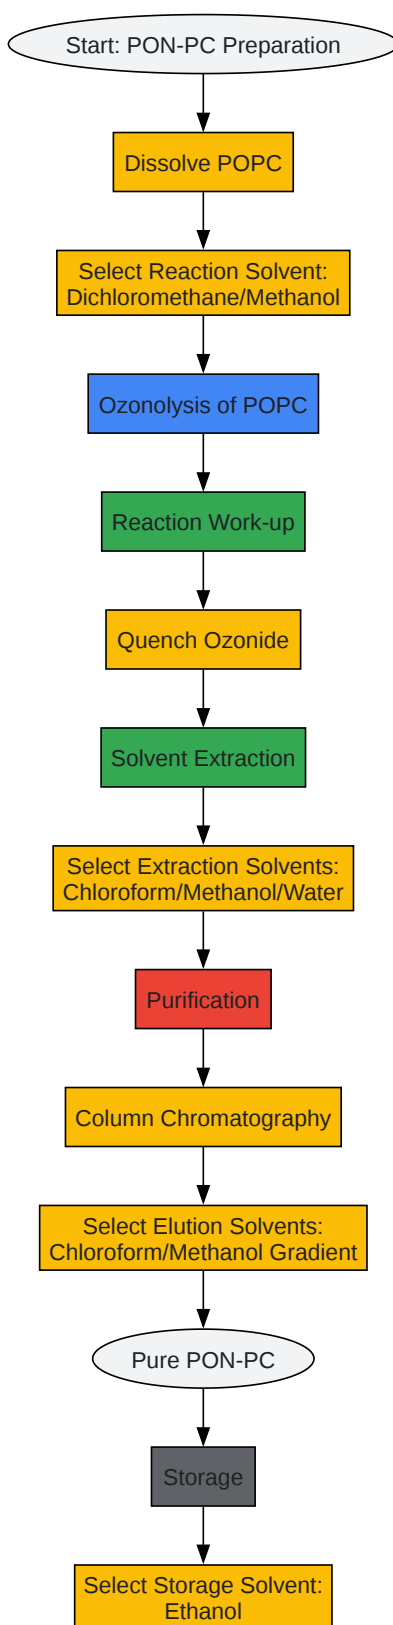 Start: PON-PC Preparation
Dissolve POPC
Select Reaction Solvent:
Dichloromethane/Methanol
Ozonolysis of POPC
Reaction Work-up
Quench Ozonide
Solvent Extraction
Select Extraction Solvents:
Chloroform/Methanol/Water
Purification
Column Chromatography
Select Elution Solvents:
Chloroform/Methanol Gradient
Pure PON-PC
Storage
Select Storage Solvent:
Ethanol